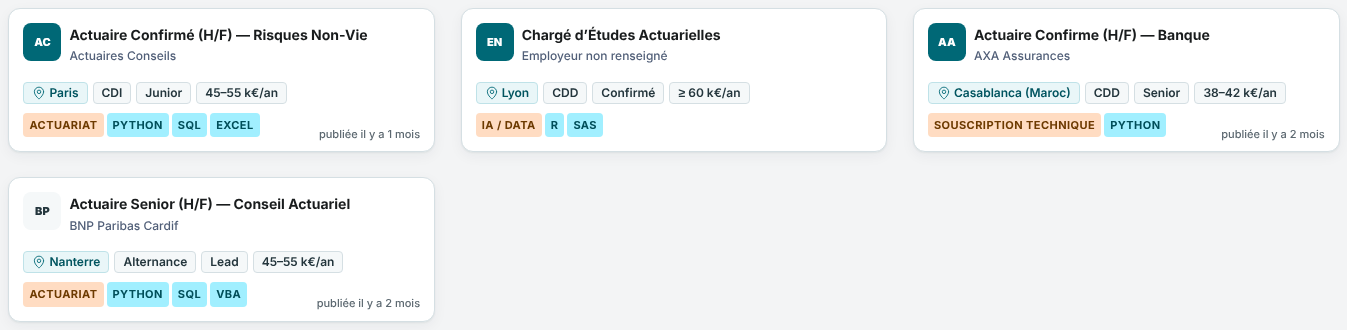 AC Actuaire Confirmé (H/F) — Risques Non-Vie
Actuaires Conseils
Paris CDI Junior 45–55 k€/an
ACTUARIAT PYTHON SQL EXCEL
publiée il y a 1 mois
EN Chargé d’Études Actuarielles
Employeur non renseigné
Lyon CDD Confirmé ≥ 60 k€/an
IA / DATA R SAS
AA Actuaire Confirme (H/F) — Banque
AXA Assurances
Casablanca (Maroc) CDD Senior 38–42 k€/an
SOUSCRIPTION TECHNIQUE PYTHON
publiée il y a 2 mois
BP Actuaire Senior (H/F) — Conseil Actuariel
BNP Paribas Cardif
Nanterre Alternance Lead 45–55 k€/an
ACTUARIAT PYTHON SQL VBA
publiée il y a 2 mois